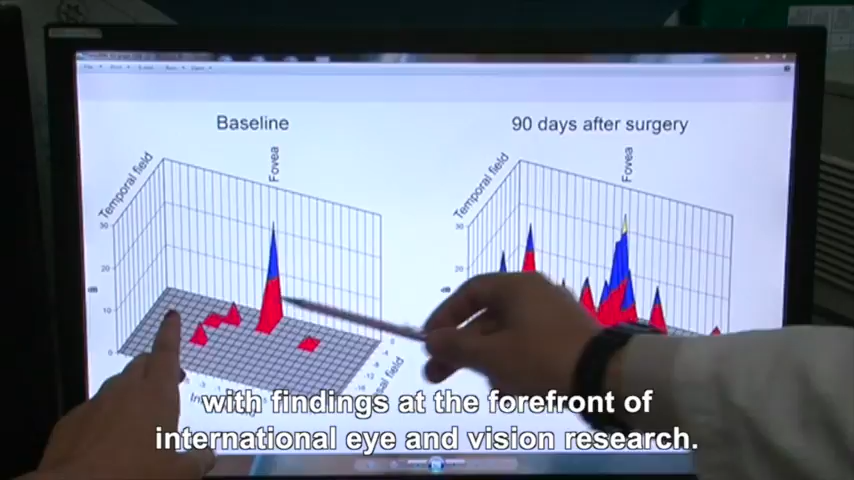 Baseline
90 days after surgery
Temporal field
Fovea
Temporal field
Fovea
30
20
10
0
30
20
with findings at the forefront of
international eye and vision research.